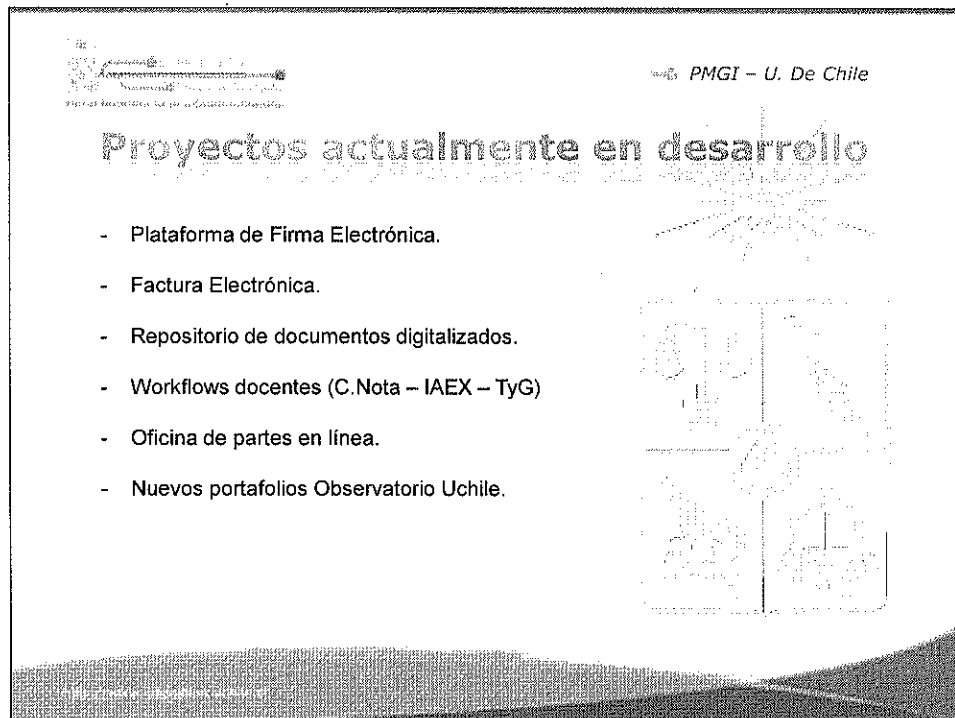 PMGI – U. De Chile
Proyectos actualmente en desarrollo
- Plataforma de Firma Electrónica.
- Factura Electrónica.
- Repositorio de documentos digitalizados.
- Workflows docentes (C.Nota – IAEX – TyG)
- Oficina de partes en línea.
- Nuevos portafolios Observatorio Uchile.